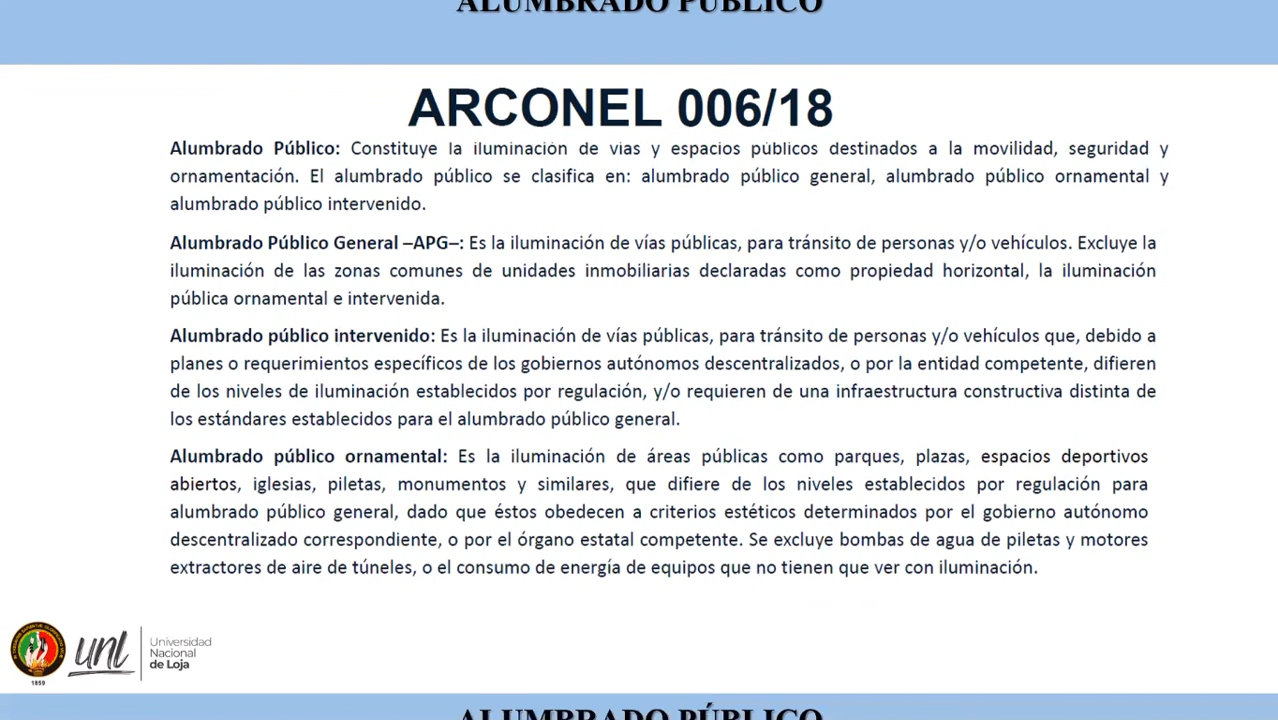 ALUMBRADO PÚBLICO
ARCONEL 006/18
Alumbrado Público: Constituye la iluminación de vías y espacios públicos destinados a la movilidad, seguridad y
ornamentación. El alumbrado público se clasifica en: alumbrado público general, alumbrado público ornamental y
alumbrado público intervenido.
Alumbrado Público General –APG–: Es la iluminación de vías públicas, para tránsito de personas y/o vehículos. Excluye la
iluminación de las zonas comunes de unidades inmobiliarias declaradas como propiedad horizontal, la iluminación
pública ornamental e intervenida.
Alumbrado público intervenido: Es la iluminación de vías públicas, para tránsito de personas y/o vehículos que, debido a
planes o requerimientos específicos de los gobiernos autónomos descentralizados, o por la entidad competente, difieren
de los niveles de iluminación establecidos por regulación, y/o requieren de una infraestructura constructiva distinta de
los estándares establecidos para el alumbrado público general.
Alumbrado público ornamental: Es la iluminación de áreas públicas como parques, plazas, espacios deportivos
abiertos, iglesias, piletas, monumentos y similares, que difiere de los niveles establecidos por regulación para
alumbrado público general, dado que éstos obedecen a criterios estéticos determinados por el gobierno autónomo
descentralizado correspondiente, o por el órgano estatal competente. Se excluye bombas de agua de piletas y motores
extractores de aire de túneles, o el consumo de energía de equipos que no tienen que ver con iluminación.
1859
unl
Universidad
Nacional
de Loja
ALUMBRADO PÚBLICO